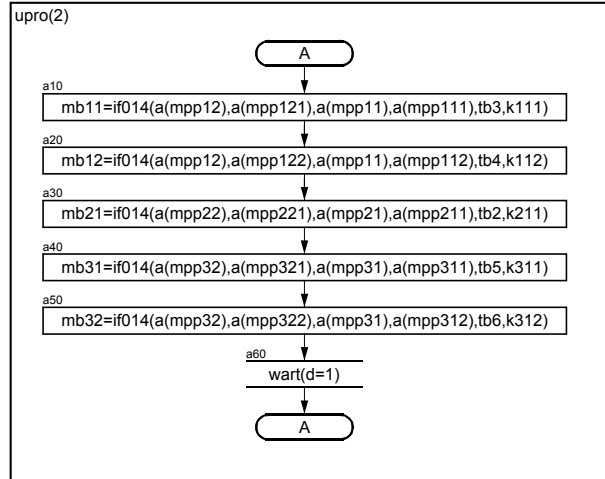 upro(2)
A
a10
mb11=if014(a(mpp12),a(mpp121),a(mpp11),a(mpp111),tb3,k111)
a20
mb12=if014(a(mpp12),a(mpp122),a(mpp11),a(mpp112),tb4,k112)
a30
mb21=if014(a(mpp22),a(mpp221),a(mpp21),a(mpp211),tb2,k211)
a40
mb31=if014(a(mpp32),a(mpp321),a(mpp31),a(mpp311),tb5,k311)
a50
mb32=if014(a(mpp32),a(mpp322),a(mpp31),a(mpp312),tb6,k312)
a60
wart(d=1)
A